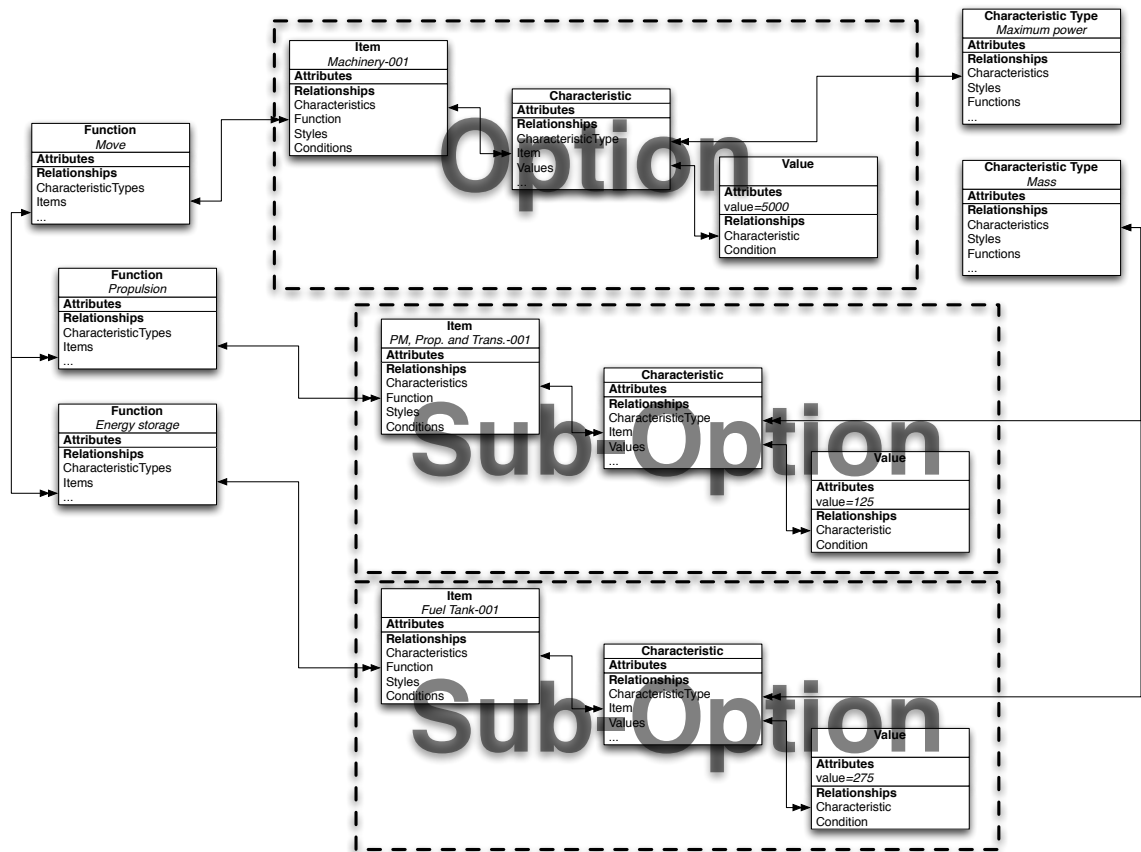 Item
Machinery-001
Attributes
Relationships
Characteristics
Function
Styles
Conditions
Characteristic Type
Maximum power
Attributes
Relationships
Characteristics
Styles
Functions
...
Characteristic
Attributes
Relationships
CharacteristicType
Item
Values
...
Option
Function
Move
Attributes
Relationships
CharacteristicTypes
Items
...
Value
Attributes
value=5000
Relationships
Characteristic
Condition
Characteristic Type
Mass
Attributes
Relationships
Characteristics
Styles
Functions
...
Function
Propulsion
Attributes
Relationships
CharacteristicTypes
Items
...
Item
PM, Prop. and Trans.-001
Attributes
Relationships
Characteristics
Function
Styles
Conditions
Characteristic
Attributes
Relationships
CharacteristicType
Item
Values
...
Sub-Option
Function
Energy storage
Attributes
Relationships
CharacteristicTypes
Items
...
Value
Attributes
value=125
Relationships
Characteristic
Condition
Item
Fuel Tank-001
Attributes
Relationships
Characteristics
Function
Styles
Conditions
Characteristic
Attributes
Relationships
CharacteristicType
Item
Values
...
Sub-Option
Value
Attributes
value=275
Relationships
Characteristic
Condition